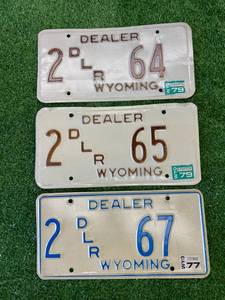 DEALER
2 DLR 64
WYOMING 79
DEALER
2 DLR 65
WYOMING 79
DEALER
2 DLR 67
WYOMING 77